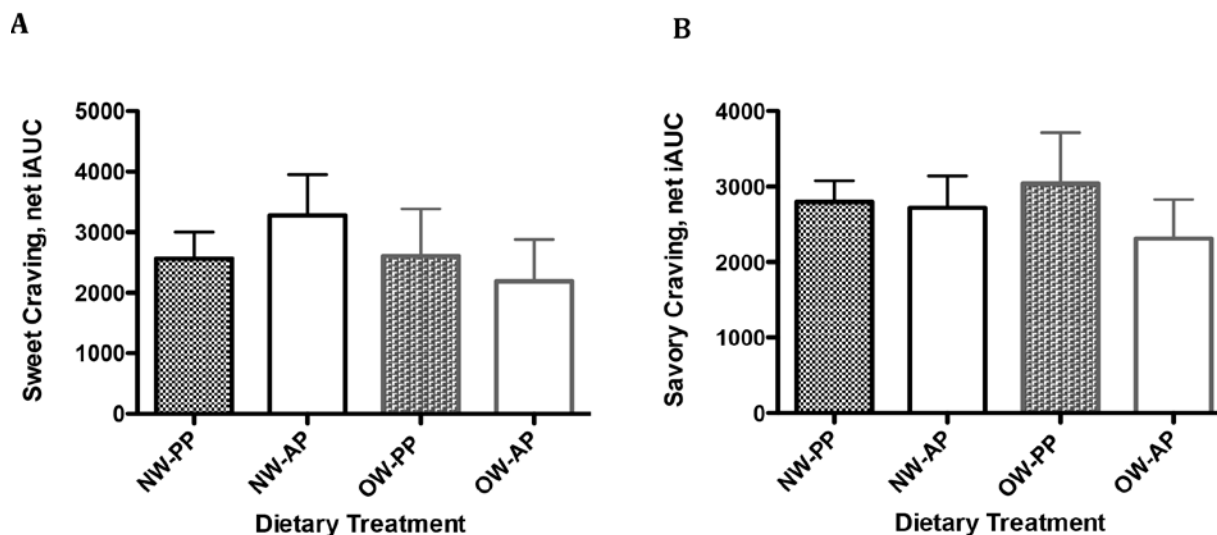 A
Sweet Craving, net iAUC
5000
4000
3000
2000
1000
0
NW-PP
NW-AP
OW-PP
OW-AP
Dietary Treatment
B
Savory Craving, net iAUC
4000
3000
2000
1000
0
NW-PP
NW-AP
OW-PP
OW-AP
Dietary Treatment